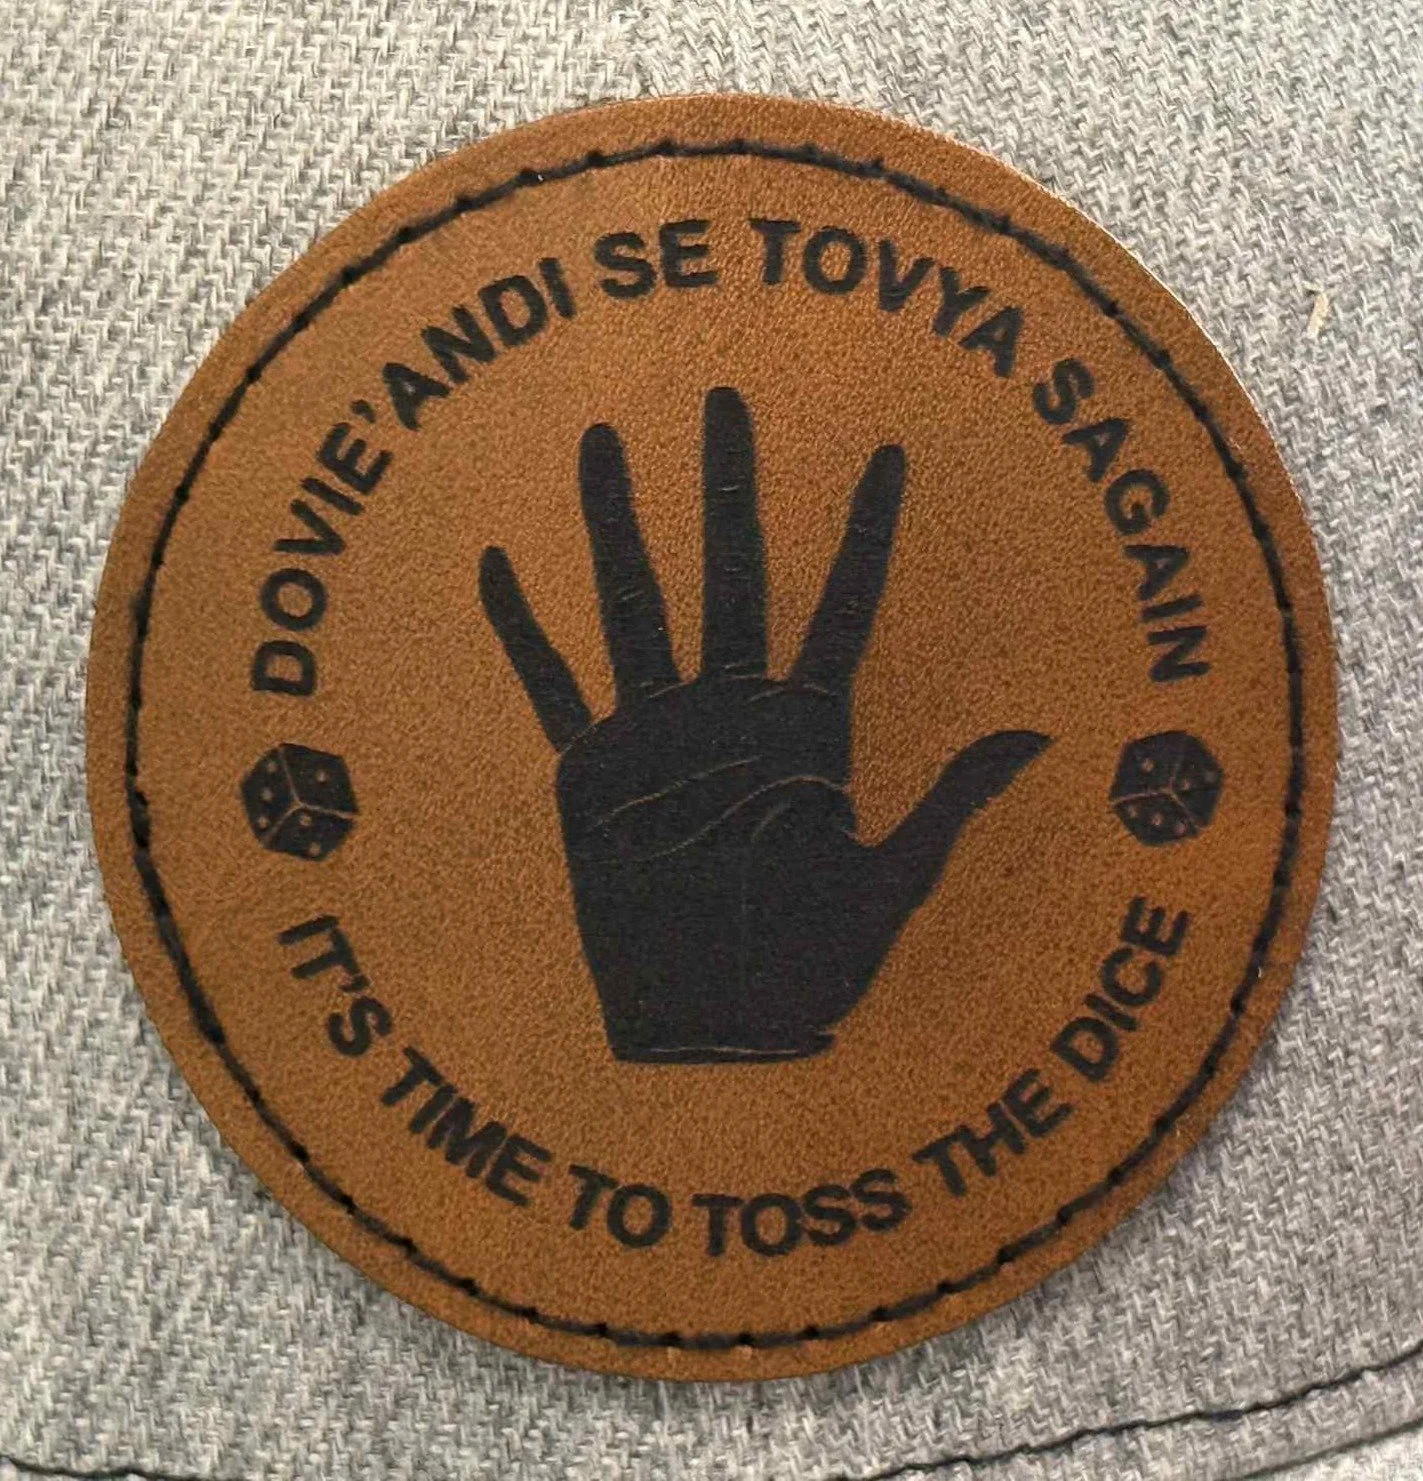 DOVIE'ANDI SE TOVYA SAGAIN
IT'S TIME TO TOSS THE DICE